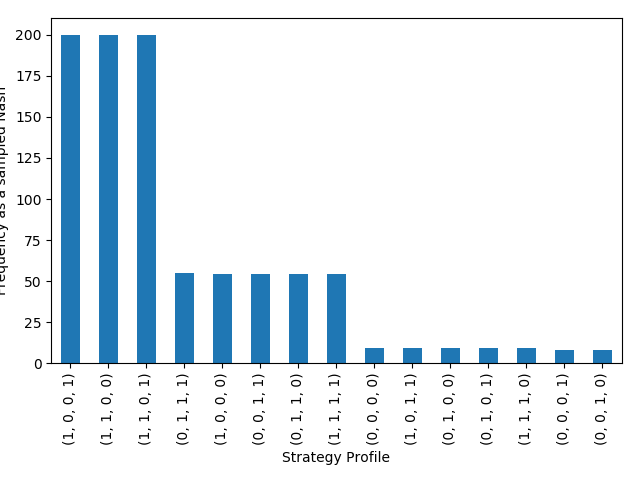 Frequency as a sampled Nash
200
175
150
125
100
75
50
25
0
(1, 0, 0, 1)
(1, 1, 0, 0)
(1, 1, 0, 1)
(0, 1, 1, 1)
(1, 0, 0, 0)
(0, 0, 1, 1)
(0, 1, 1, 0)
(1, 1, 1, 1)
(0, 0, 0, 0)
(1, 0, 1, 1)
(0, 1, 0, 0)
(0, 1, 0, 1)
(1, 1, 1, 0)
(0, 0, 0, 1)
(0, 0, 1, 0)
Strategy Profile